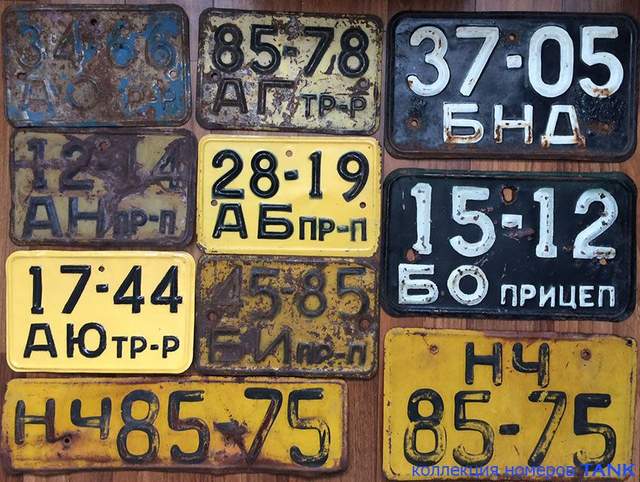 34-66
АО Р-Р
85-78
АГ ТР-Р
37-05
БНД
12-14
АН ПР-П
28-19
АБ ПР-П
15-12
БО ПРИЦЕП
17-44
АЮ ТР-Р
45-85
БИ ПР-П
НЧ 85-75
НЧ
85-75
коллекция номеров TANK